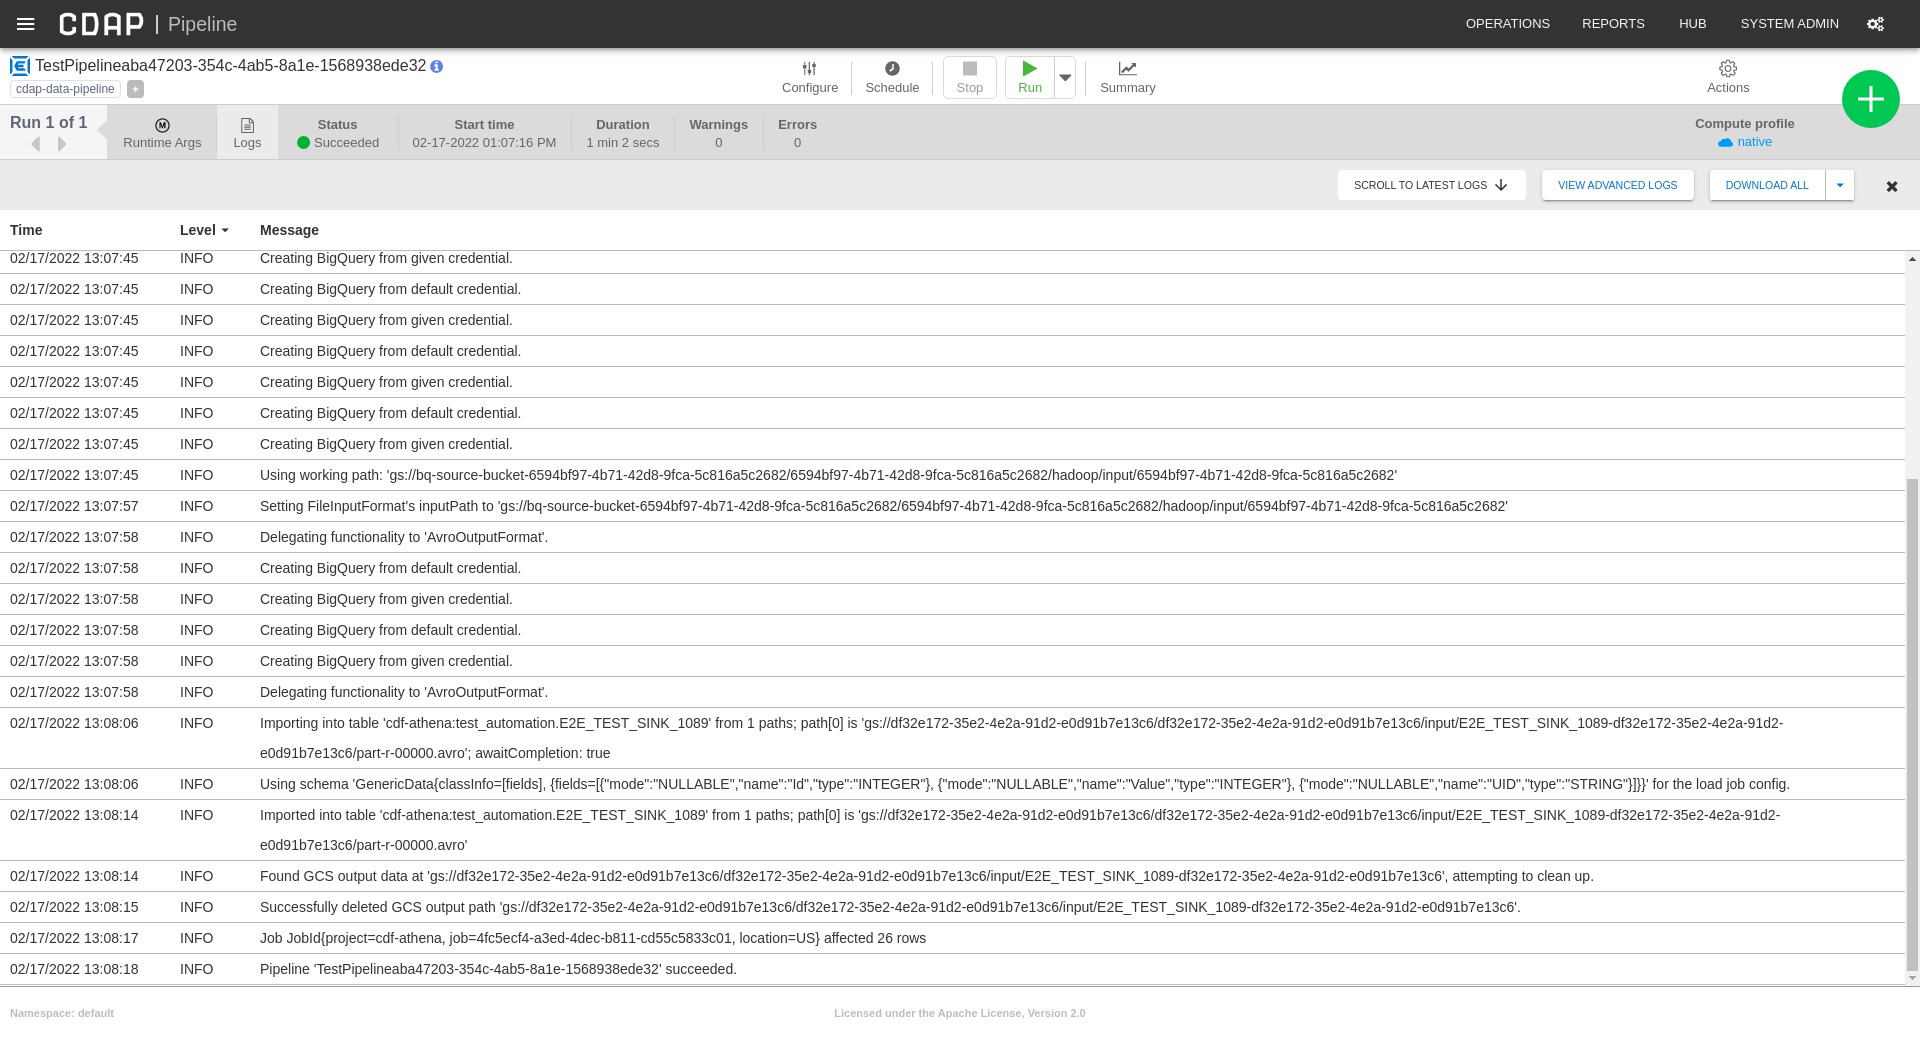 CDAP | Pipeline
OPERATIONS REPORTS HUB SYSTEM ADMIN
TestPipelineaba47203-354c-4ab5-8a1e-1568938ede32
cdap-data-pipeline +
Configure Schedule Stop Run Summary Actions
Run 1 of 1
Runtime Args
Logs
Status
Succeeded
Start time
02-17-2022 01:07:16 PM
Duration
1 min 2 secs
Warnings
0
Errors
0
Compute profile
native
SCROLL TO LATEST LOGS VIEW ADVANCED LOGS DOWNLOAD ALL
Time Level Message
02/17/2022 13:07:45 INFO Creating BigQuery from given credential.
02/17/2022 13:07:45 INFO Creating BigQuery from default credential.
02/17/2022 13:07:45 INFO Creating BigQuery from given credential.
02/17/2022 13:07:45 INFO Creating BigQuery from default credential.
02/17/2022 13:07:45 INFO Creating BigQuery from given credential.
02/17/2022 13:07:45 INFO Creating BigQuery from default credential.
02/17/2022 13:07:45 INFO Creating BigQuery from given credential.
02/17/2022 13:07:45 INFO Using working path: 'gs://bq-source-bucket-6594bf97-4b71-42d8-9fca-5c816a5c2682/6594bf97-4b71-42d8-9fca-5c816a5c2682/hadoop/input/6594bf97-4b71-42d8-9fca-5c816a5c2682'
02/17/2022 13:07:57 INFO Setting FileInputFormat's inputPath to 'gs://bq-source-bucket-6594bf97-4b71-42d8-9fca-5c816a5c2682/6594bf97-4b71-42d8-9fca-5c816a5c2682/hadoop/input/6594bf97-4b71-42d8-9fca-5c816a5c2682'
02/17/2022 13:07:58 INFO Delegating functionality to 'AvroOutputFormat'.
02/17/2022 13:07:58 INFO Creating BigQuery from default credential.
02/17/2022 13:07:58 INFO Creating BigQuery from given credential.
02/17/2022 13:07:58 INFO Creating BigQuery from default credential.
02/17/2022 13:07:58 INFO Creating BigQuery from given credential.
02/17/2022 13:07:58 INFO Delegating functionality to 'AvroOutputFormat'.
02/17/2022 13:08:06 INFO Importing into table 'cdf-athena:test_automation.E2E_TEST_SINK_1089' from 1 paths; path[0] is 'gs://df32e172-35e2-4e2a-91d2-e0d91b7e13c6/df32e172-35e2-4e2a-91d2-e0d91b7e13c6/input/E2E_TEST_SINK_1089-df32e172-35e2-4e2a-91d2-
e0d91b7e13c6/part-r-00000.avro'; awaitCompletion: true
02/17/2022 13:08:06 INFO Using schema 'GenericData{classInfo=[fields], {fields=[{"mode":"NULLABLE","name":"Id","type":"INTEGER"}, {"mode":"NULLABLE","name":"Value","type":"INTEGER"}, {"mode":"NULLABLE","name":"UID","type":"STRING"}]}}' for the load job config.
02/17/2022 13:08:14 INFO Imported into table 'cdf-athena:test_automation.E2E_TEST_SINK_1089' from 1 paths; path[0] is 'gs://df32e172-35e2-4e2a-91d2-e0d91b7e13c6/df32e172-35e2-4e2a-91d2-e0d91b7e13c6/input/E2E_TEST_SINK_1089-df32e172-35e2-4e2a-91d2-
e0d91b7e13c6/part-r-00000.avro'
02/17/2022 13:08:14 INFO Found GCS output data at 'gs://df32e172-35e2-4e2a-91d2-e0d91b7e13c6/df32e172-35e2-4e2a-91d2-e0d91b7e13c6/input/E2E_TEST_SINK_1089-df32e172-35e2-4e2a-91d2-e0d91b7e13c6', attempting to clean up.
02/17/2022 13:08:15 INFO Successfully deleted GCS output path 'gs://df32e172-35e2-4e2a-91d2-e0d91b7e13c6/df32e172-35e2-4e2a-91d2-e0d91b7e13c6/input/E2E_TEST_SINK_1089-df32e172-35e2-4e2a-91d2-e0d91b7e13c6'.
02/17/2022 13:08:17 INFO Job JobId{project=cdf-athena, job=4fc5ecf4-a3ed-4dec-b811-cd55c5833c01, location=US} affected 26 rows
02/17/2022 13:08:18 INFO Pipeline 'TestPipelineaba47203-354c-4ab5-8a1e-1568938ede32' succeeded.
Namespace: default
Licensed under the Apache License, Version 2.0